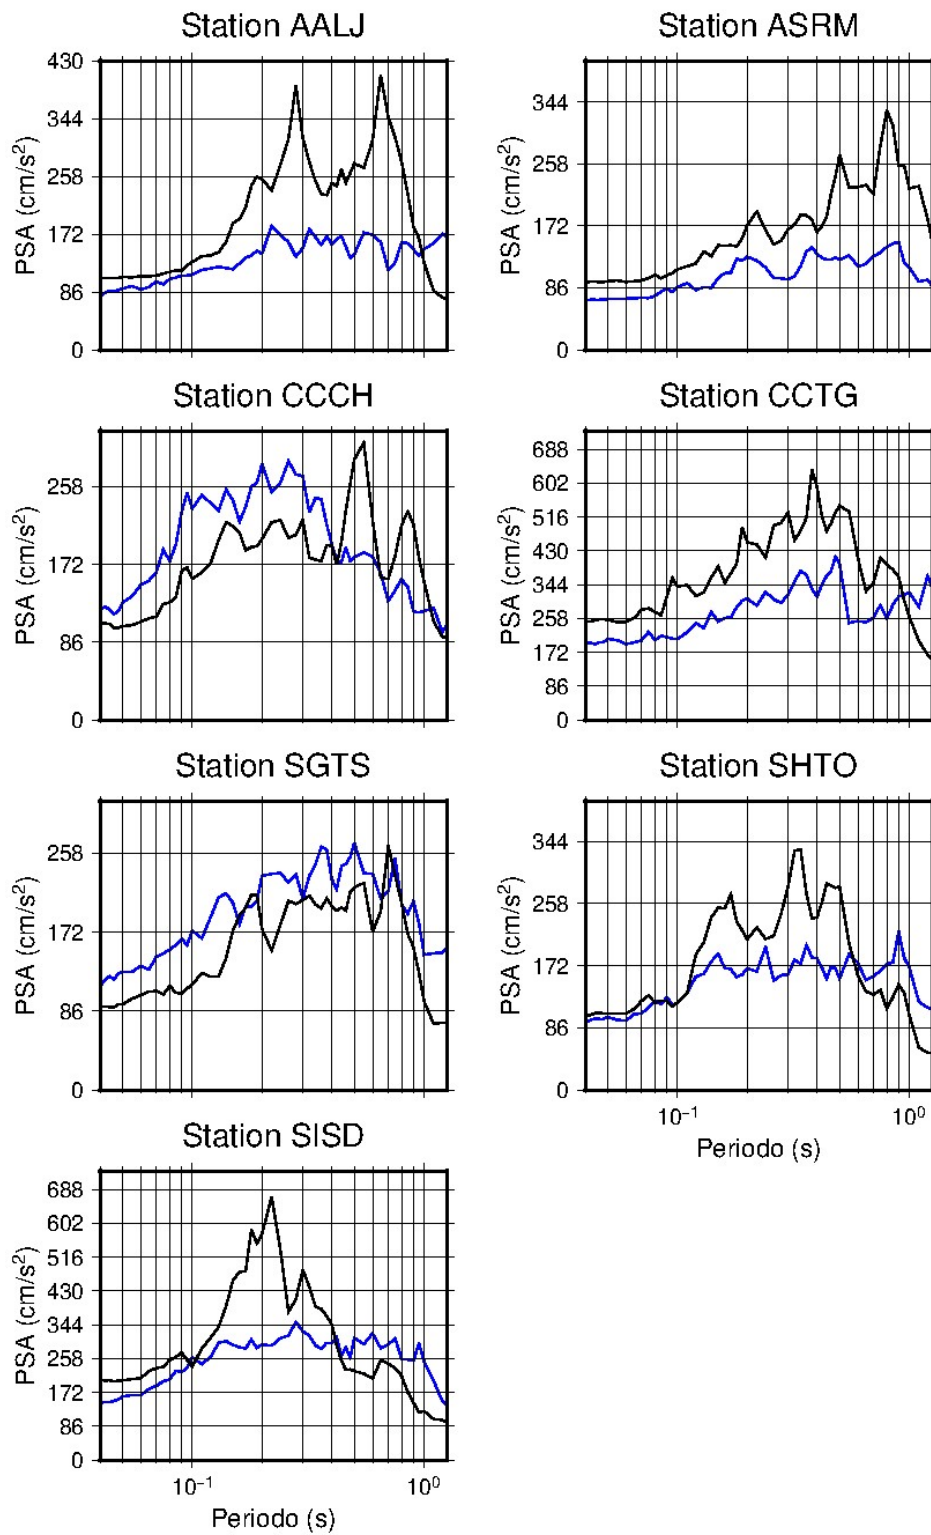 Station AALJ
430
344
258
172
86
0
PSA (cm/s²)
Station ASRM
344
258
172
86
0
PSA (cm/s²)
Station CCCH
258
172
86
0
PSA (cm/s²)
Station CCTG
688
602
516
430
344
258
172
86
0
PSA (cm/s²)
Station SGTS
258
172
86
0
PSA (cm/s²)
Station SHTO
344
258
172
86
0
PSA (cm/s²)
10⁻¹
10⁰
Periodo (s)
Station SISD
688
602
516
430
344
258
172
86
0
PSA (cm/s²)
10⁻¹
10⁰
Periodo (s)